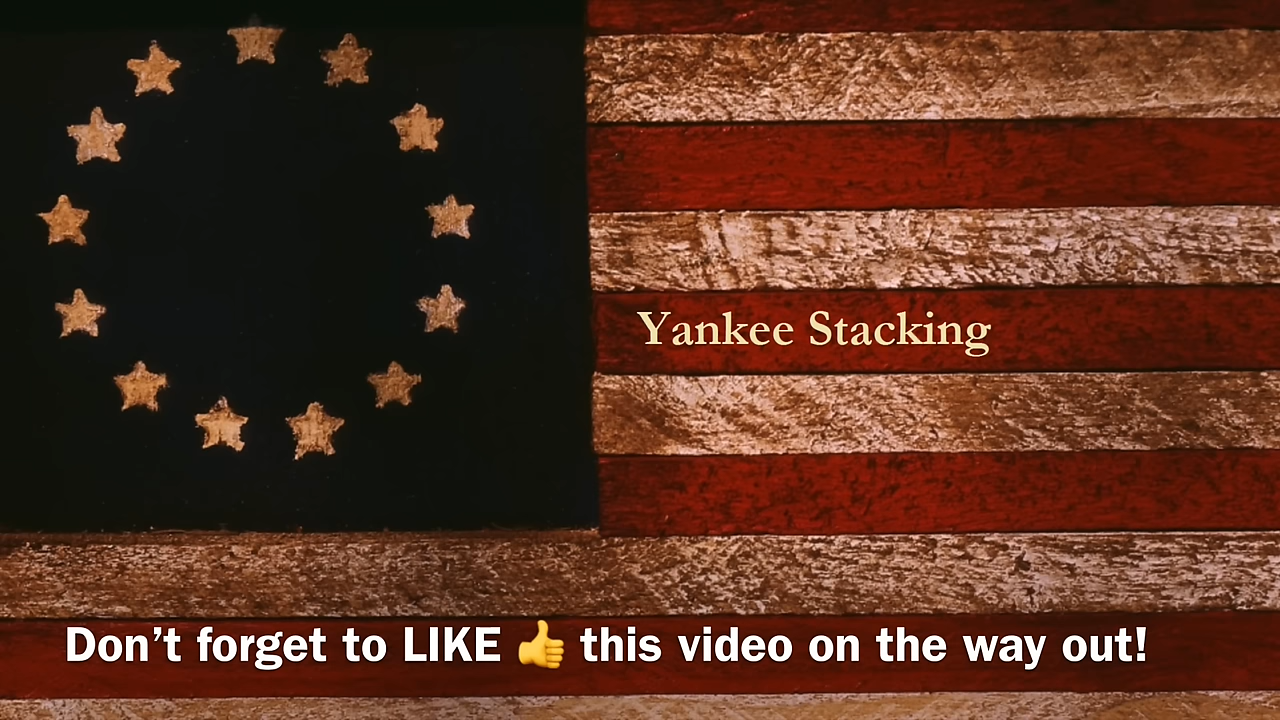 Yankee Stacking
Don’t forget to LIKE 👍 this video on the way out!